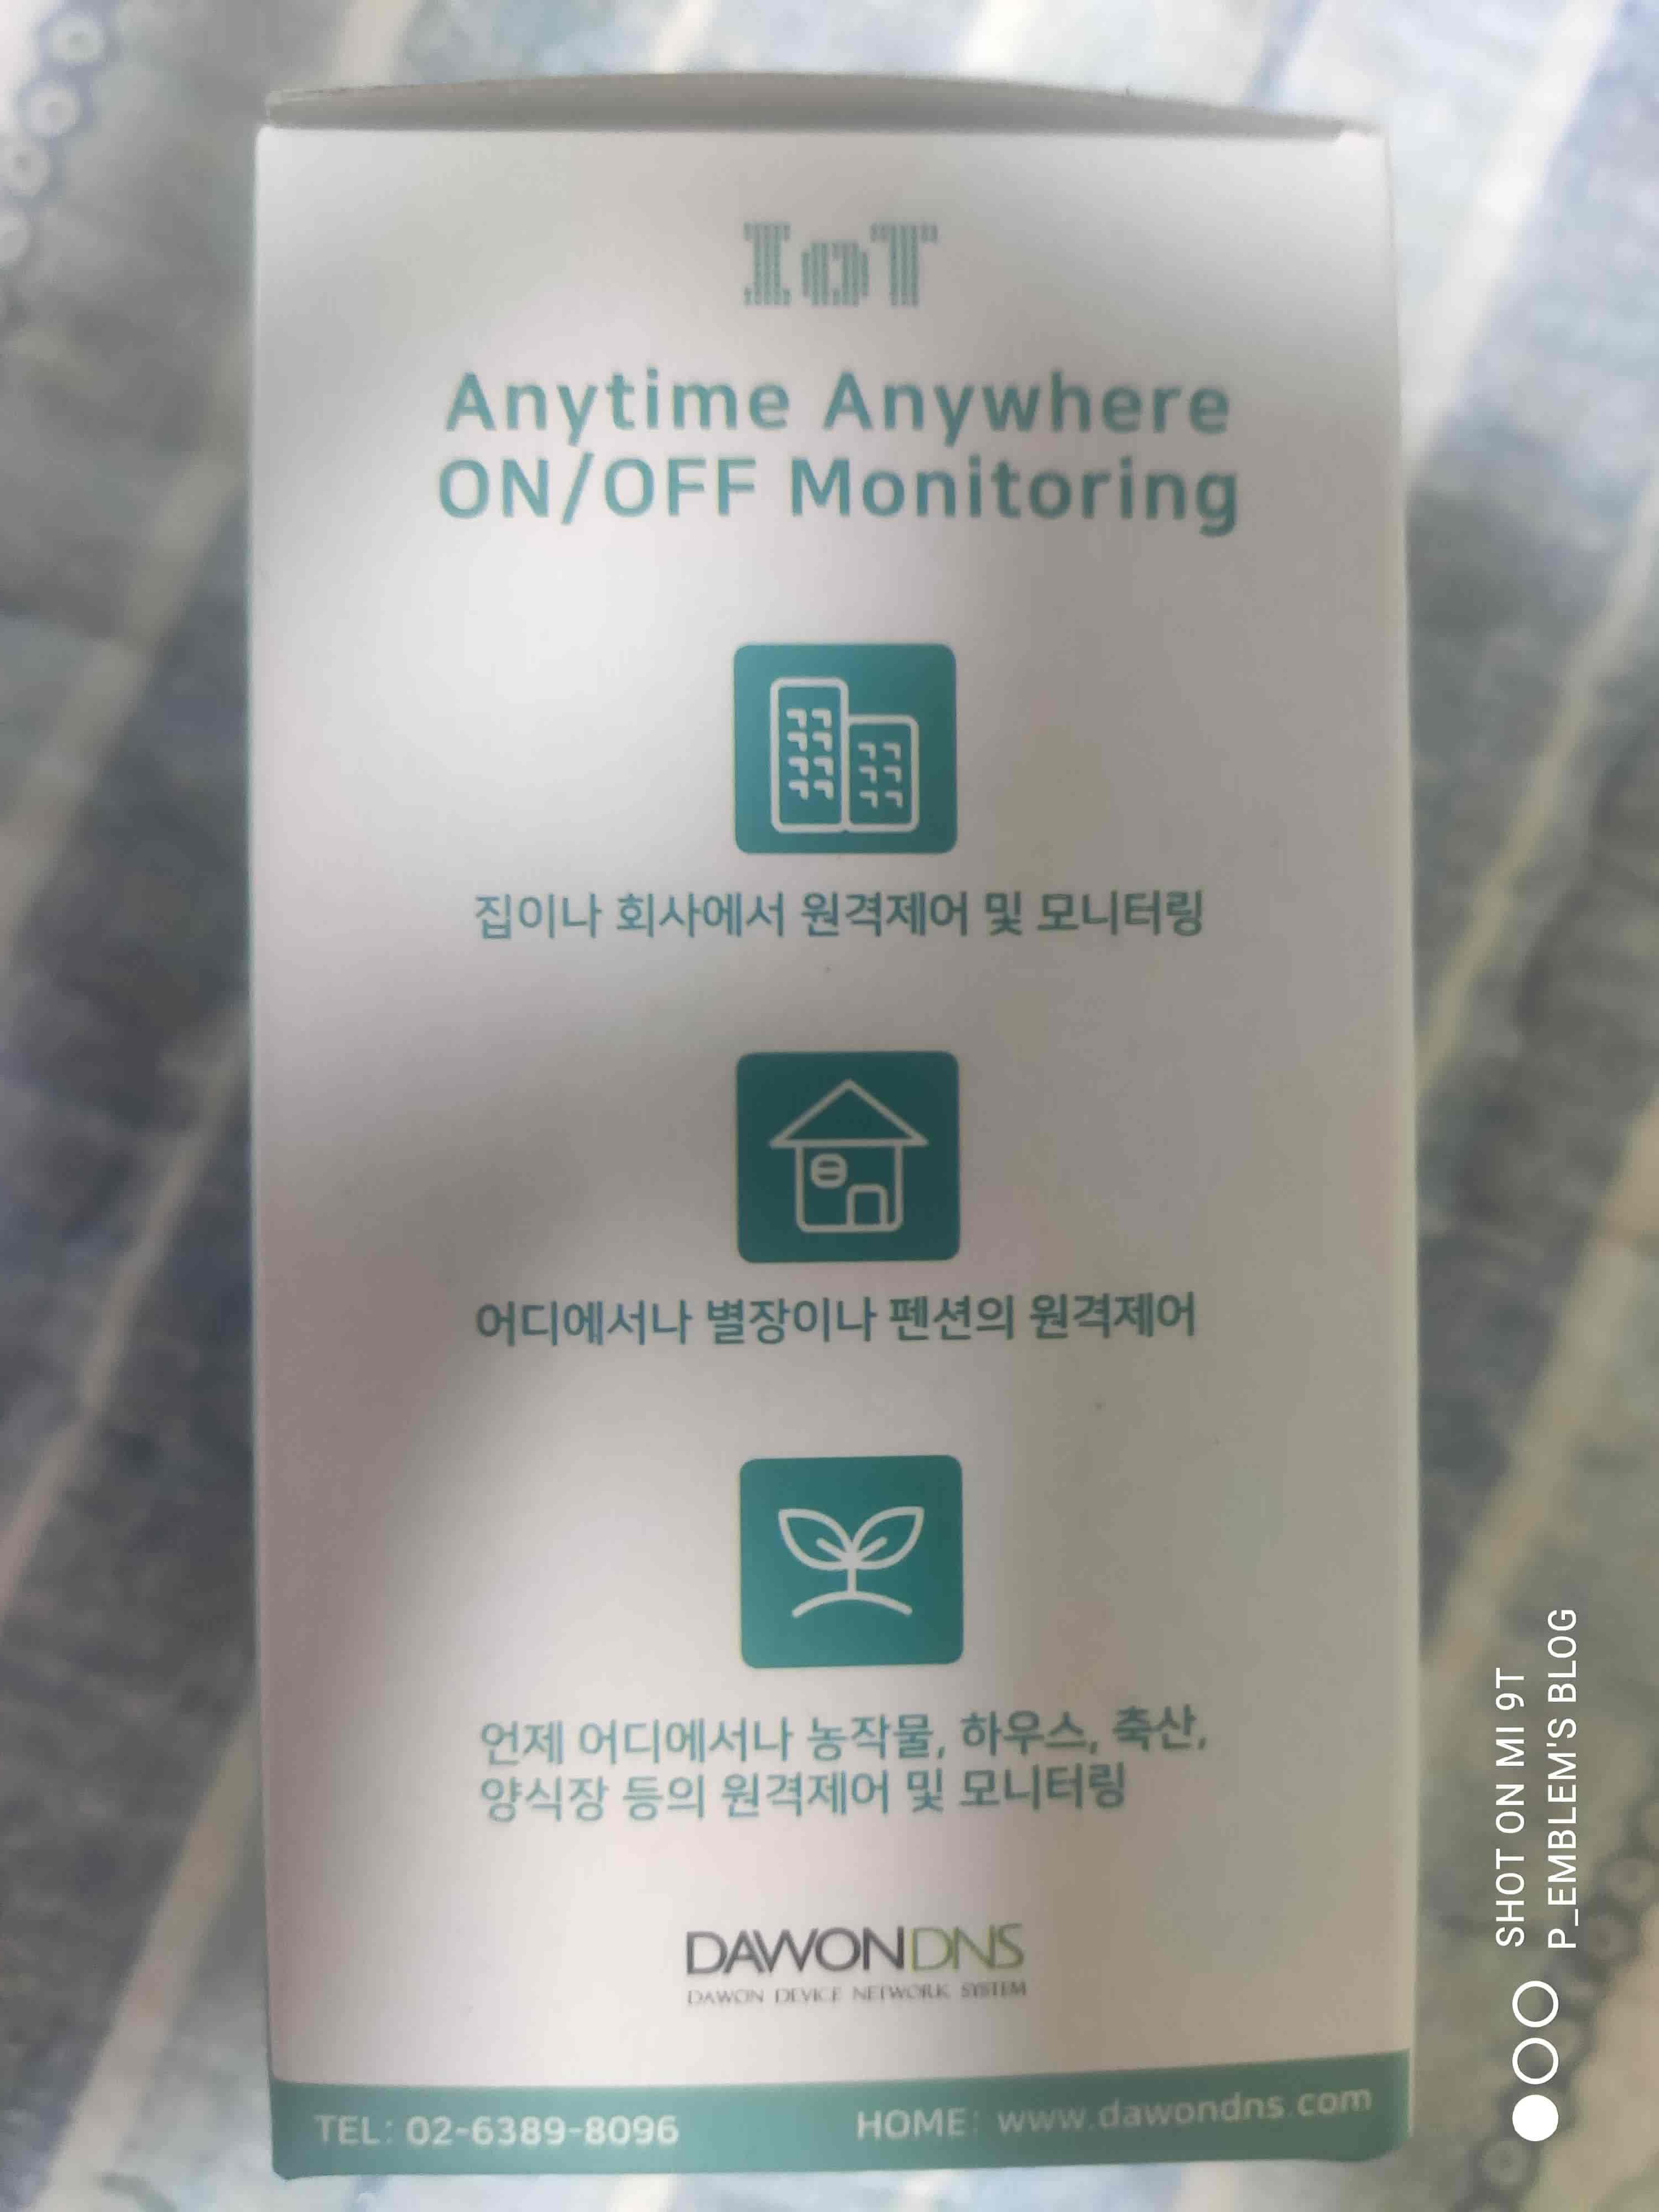 IoT
Anytime Anywhere
ON/OFF Monitoring
집이나 회사에서 원격제어 및 모니터링
어디에서나 별장이나 펜션의 원격제어
언제 어디에서나 농작물, 하우스, 축산,
양식장 등의 원격제어 및 모니터링
DAWONDNS
DAWON DEVICE NETWORK SYSTEM
TEL: 02-6389-8096 HOME: www.dawondns.com
SHOT ON MI 9T
P_EMBLEM'S BLOG